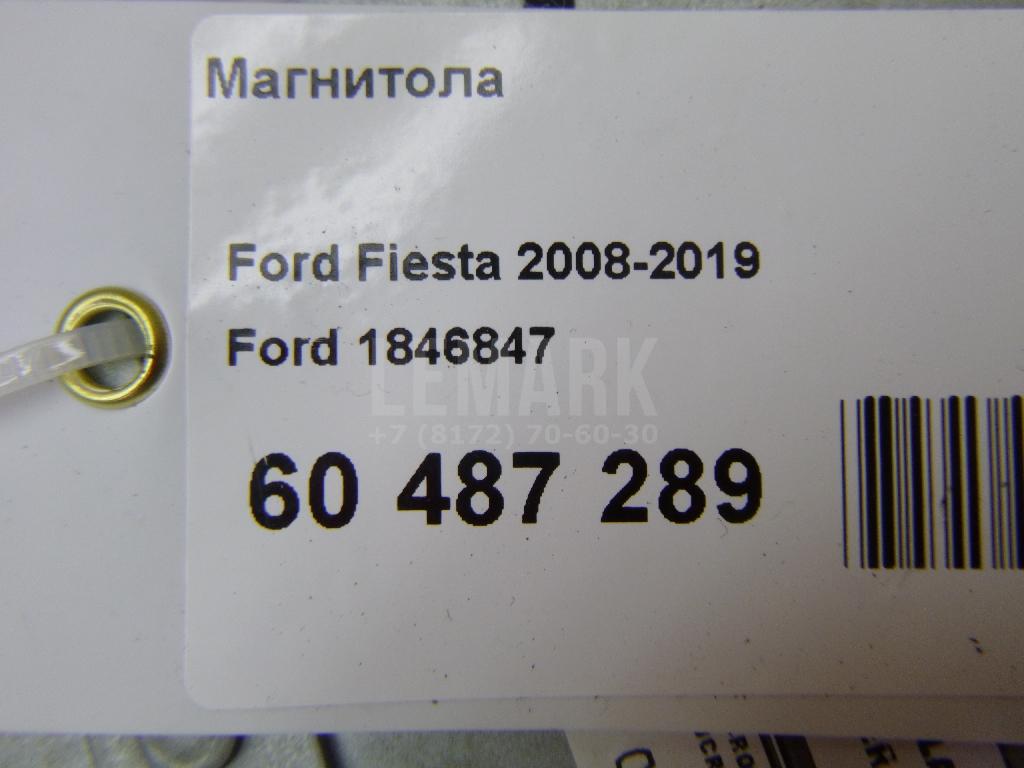 Магнитола
Ford Fiesta 2008-2019
Ford 1846847
LEMARK
+7 (8172) 70-60-30
60 487 289